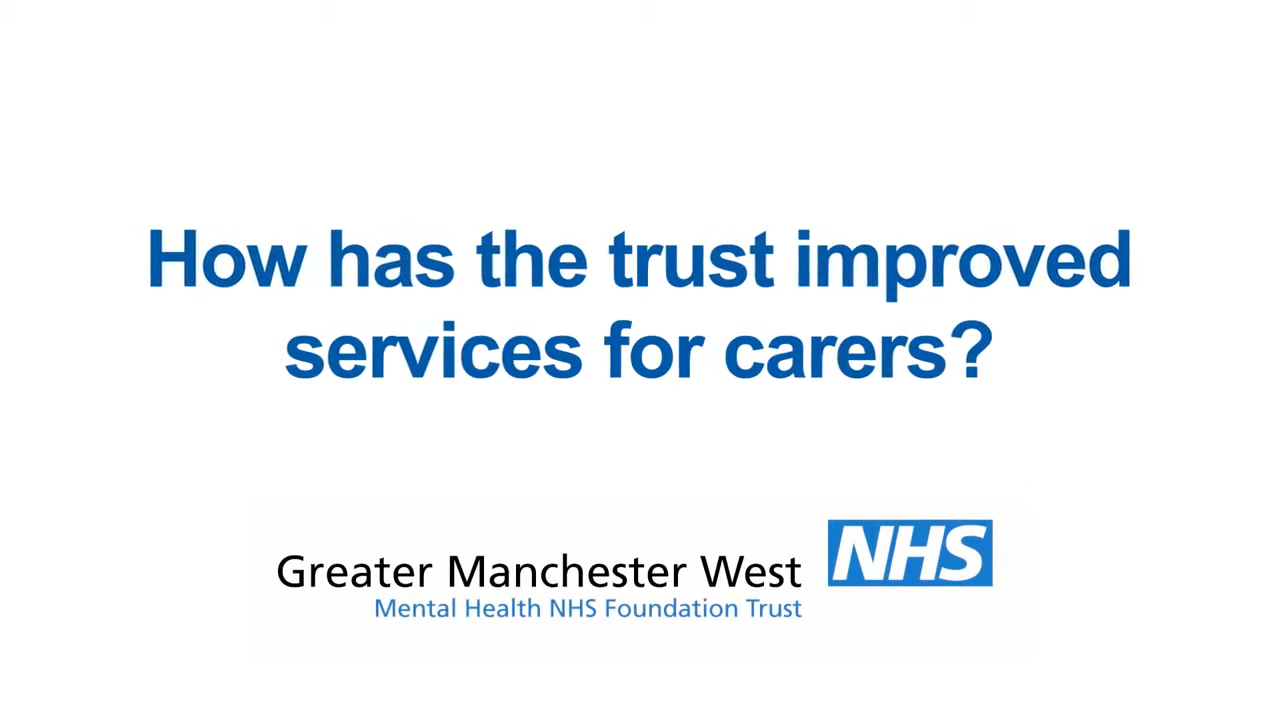 How has the trust improved
services for carers?
NHS
Greater Manchester West
Mental Health NHS Foundation Trust